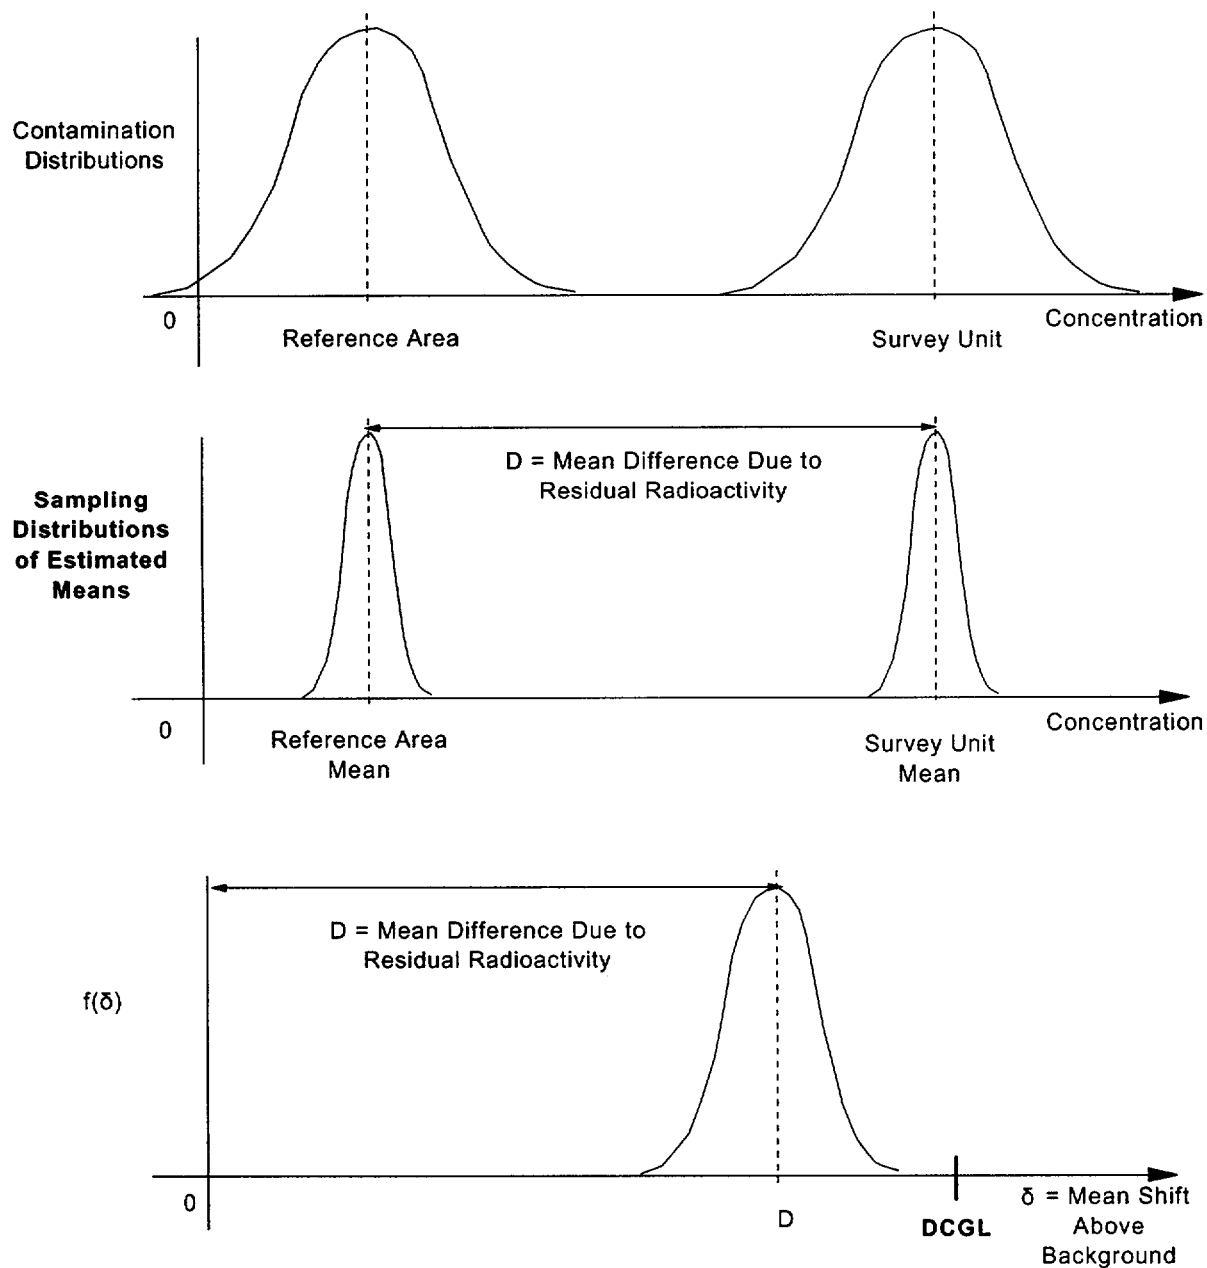 Contamination
Distributions
0
Reference Area
Survey Unit
Concentration
D = Mean Difference Due to
Residual Radioactivity
Sampling
Distributions
of Estimated
Means
0
Reference Area
Mean
Survey Unit
Mean
Concentration
D = Mean Difference Due to
Residual Radioactivity
f(δ)
0
D
DCGL
δ = Mean Shift
Above
Background